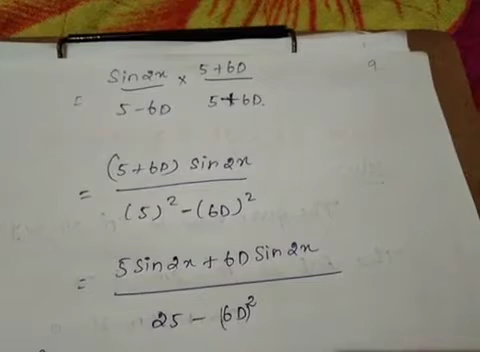 = sin2x / 5-6D × 5+6D / 5+6D.
= (5+6D) sin2x / (5)² - (6D)²
= 5 sin2x + 6D sin2x / 25 - (6D)²